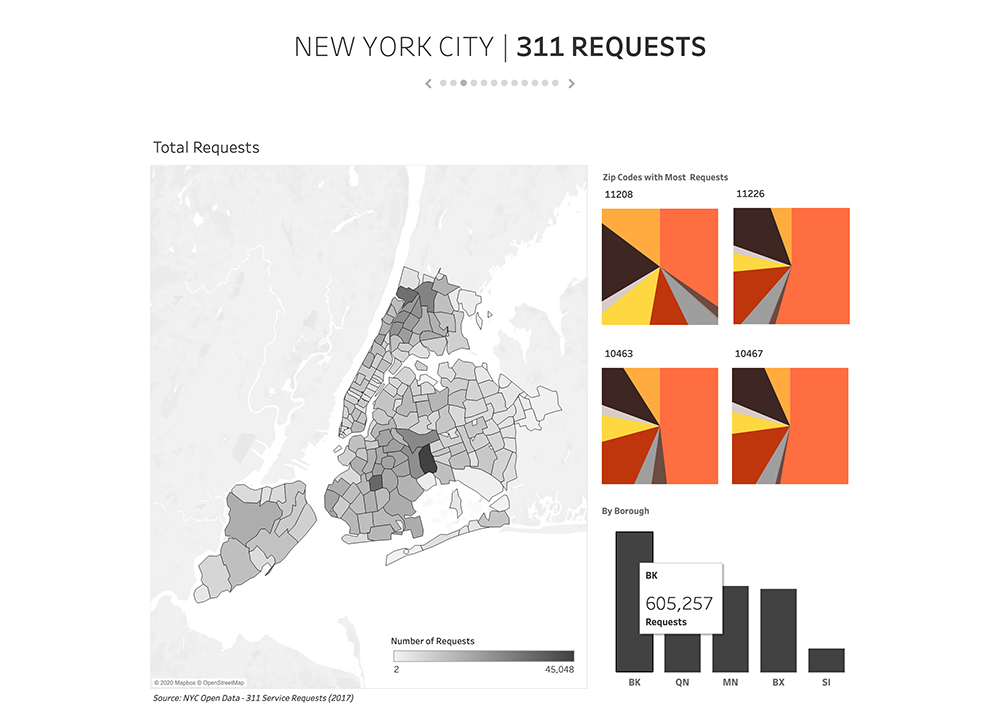 NEW YORK CITY | 311 REQUESTS
Total Requests
Zip Codes with Most Requests
11208
11226
10463
10467
By Borough
BK
605,257
Requests
BK
QN
MN
BX
SI
Number of Requests
2
45,048
© 2020 Mapbox © OpenStreetMap
Source: NYC Open Data - 311 Service Requests (2017)